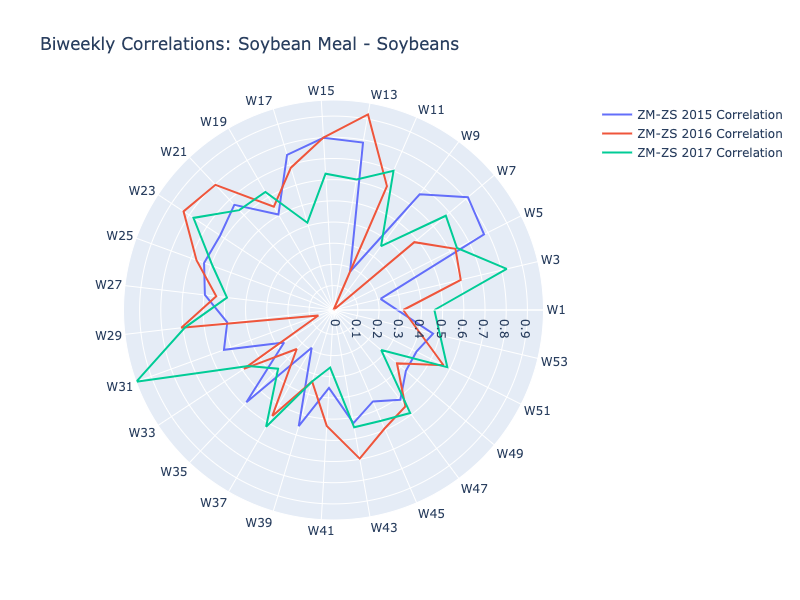 Biweekly Correlations: Soybean Meal - Soybeans
ZM-ZS 2015 Correlation
ZM-ZS 2016 Correlation
ZM-ZS 2017 Correlation
W1
W3
W5
W7
W9
W11
W13
W15
W17
W19
W21
W23
W25
W27
W29
W31
W33
W35
W37
W39
W41
W43
W45
W47
W49
W51
W53
0
0.1
0.2
0.3
0.4
0.5
0.6
0.7
0.8
0.9